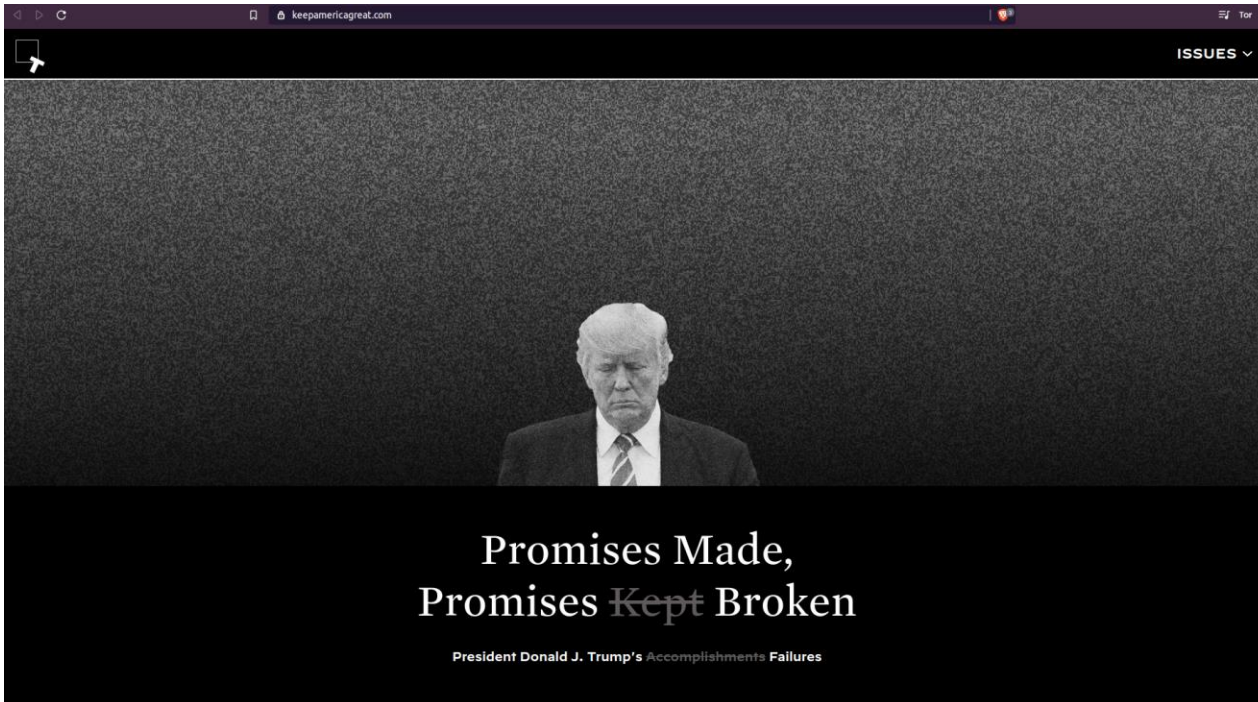 keepamericagreat.com
Tor
ISSUES
Promises Made,
Promises Kept Broken
President Donald J. Trump's Accomplishments Failures